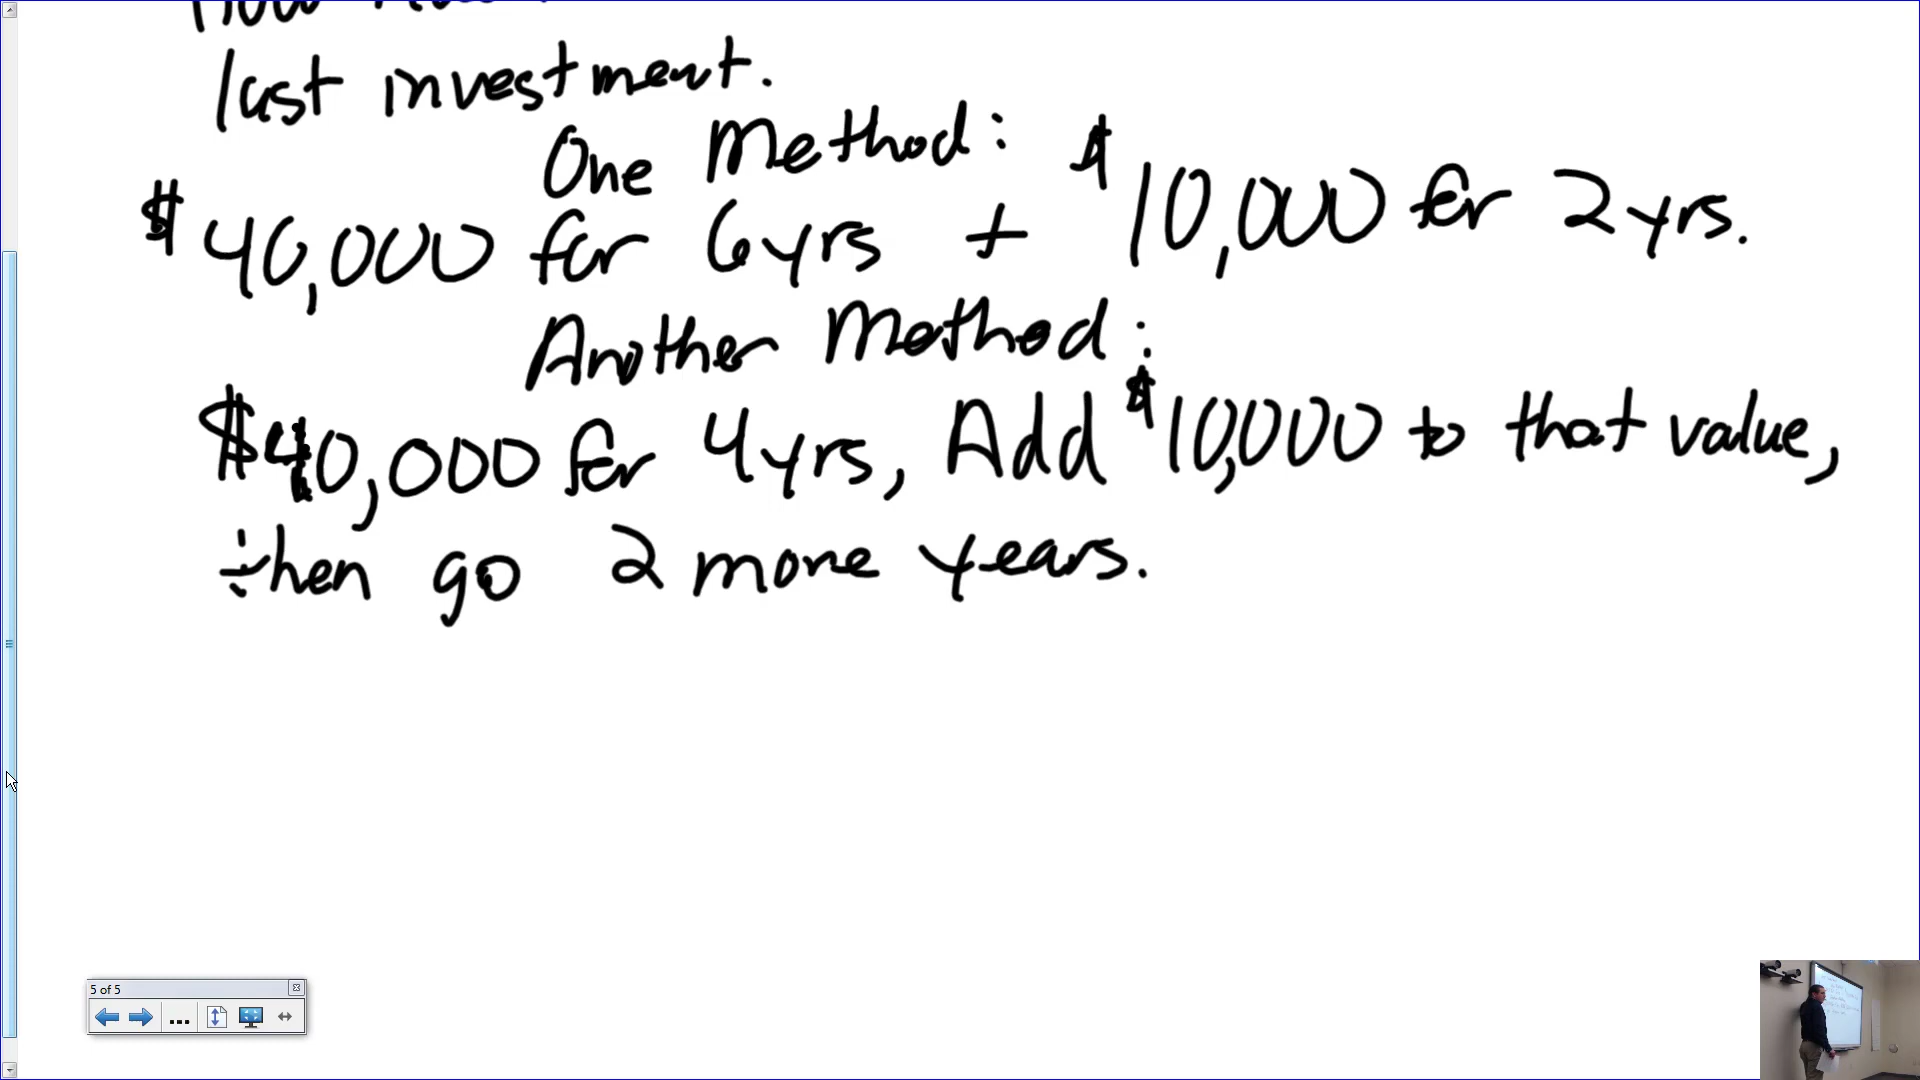 last investment.
One Method:
$40,000 for 6yrs + $10,000 for 2yrs.
Another Method:
$40,000 for 4yrs, Add $10,000 to that value,
then go 2 more years.
5 of 5